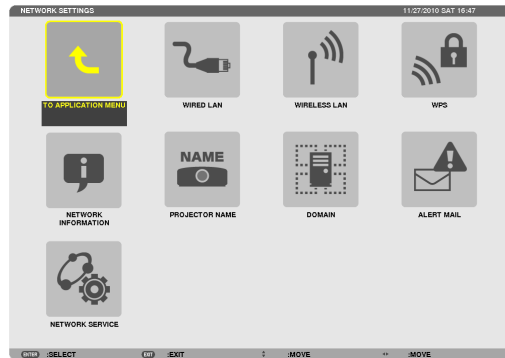 NETWORK SETTINGS 11/27/2010 SAT 16:47
TO APPLICATION MENU
WIRED LAN
WIRELESS LAN
WPS
NAME
NETWORK
INFORMATION
PROJECTOR NAME
DOMAIN
ALERT MAIL
NETWORK SERVICE
ENTER :SELECT EXIT :EXIT :MOVE :MOVE